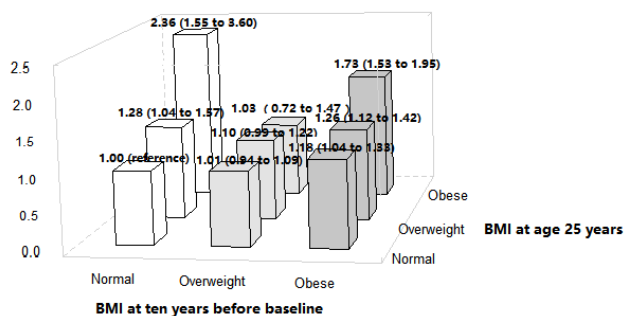 2.36 (1.55 to 3.60)
2.5
1.73 (1.53 to 1.95)
2.0
1.28 (1.04 to 1.57)
1.03 ( 0.72 to 1.47 )
1.26 (1.12 to 1.42)
1.5
1.10 (0.99 to 1.22)
1.00 (reference)
1.01 (0.94 to 1.09)
1.18 (1.04 to 1.33)
1.0
0.5
0.0
Obese
Overweight BMI at age 25 years
Normal
Normal Overweight Obese
BMI at ten years before baseline